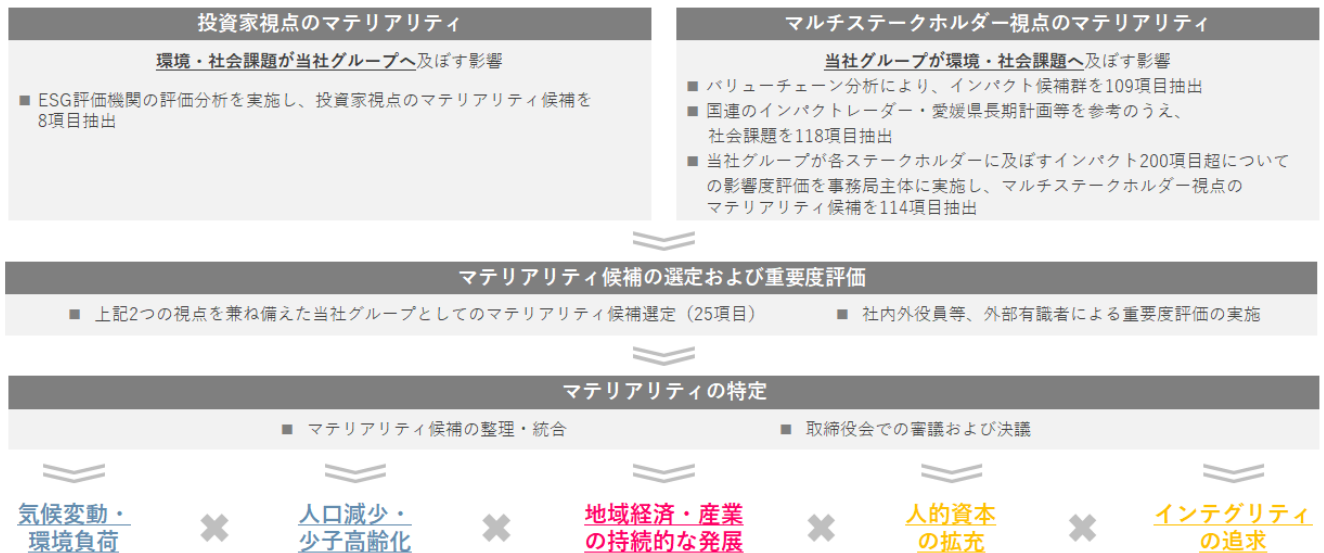 投資家視点のマテリアリティ
環境・社会課題が当社グループへ及ぼす影響
■ ESG評価機関の評価分析を実施し、投資家視点のマテリアリティ候補を
8項目抽出
マルチステークホルダー視点のマテリアリティ
当社グループが環境・社会課題へ及ぼす影響
■ バリューチェーン分析により、インパクト候補群を109項目抽出
■ 国連のインパクトレーダー・愛媛県長期計画等を参考のうえ、
社会課題を118項目抽出
■ 当社グループが各ステークホルダーに及ぼすインパクト200項目超について
の影響度評価を事務局主体に実施し、マルチステークホルダー視点の
マテリアリティ候補を114項目抽出
マテリアリティ候補の選定および重要度評価
■ 上記2つの視点を兼ね備えた当社グループとしてのマテリアリティ候補選定（25項目）
■ 社内外役員等、外部有識者による重要度評価の実施
マテリアリティの特定
■ マテリアリティ候補の整理・統合
■ 取締役会での審議および決議
気候変動・
環境負荷
人口減少・
少子高齢化
地域経済・産業
の持続的な発展
人的資本
の拡充
インテグリティ
の追求